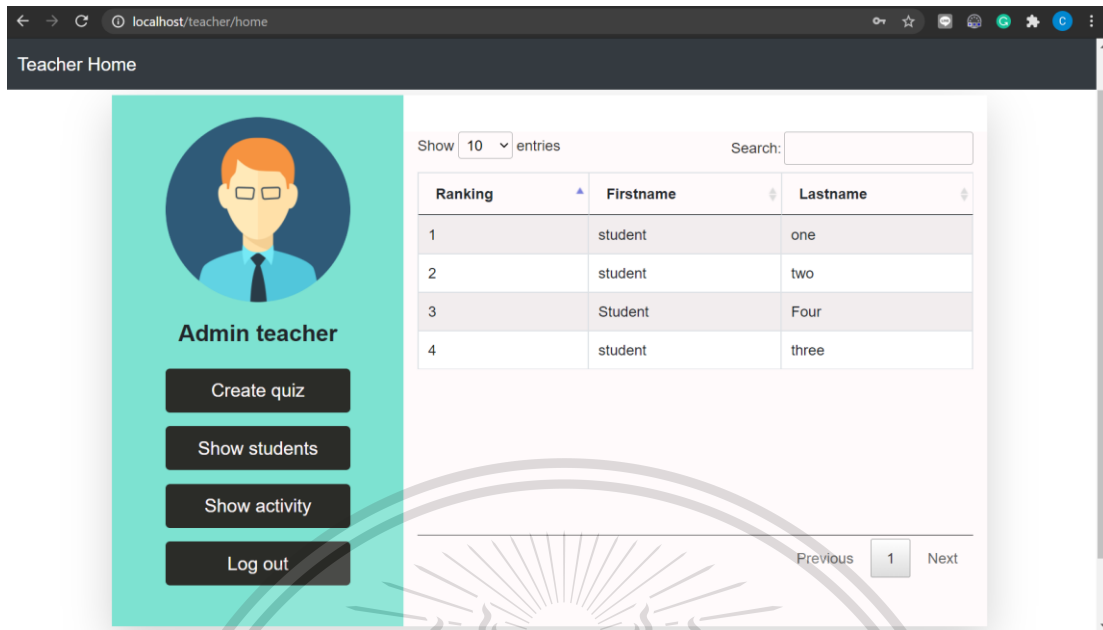 localhost/teacher/home
C
Teacher Home
Admin teacher
Create quiz
Show students
Show activity
Log out
Show 10 entries
Search:
Ranking Firstname Lastname
1 student one
2 student two
3 Student Four
4 student three
Previous 1 Next